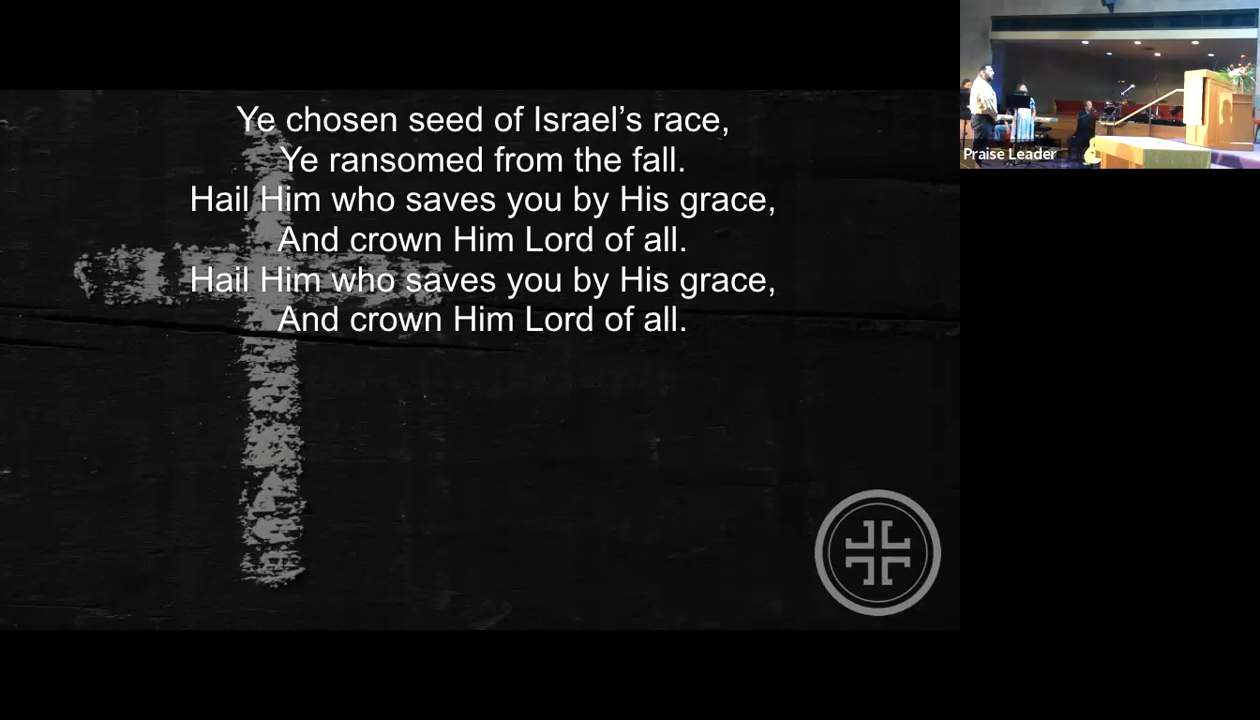 Ye chosen seed of Israel’s race,
Ye ransomed from the fall.
Hail Him who saves you by His grace,
And crown Him Lord of all.
Hail Him who saves you by His grace,
And crown Him Lord of all.
Praise Leader